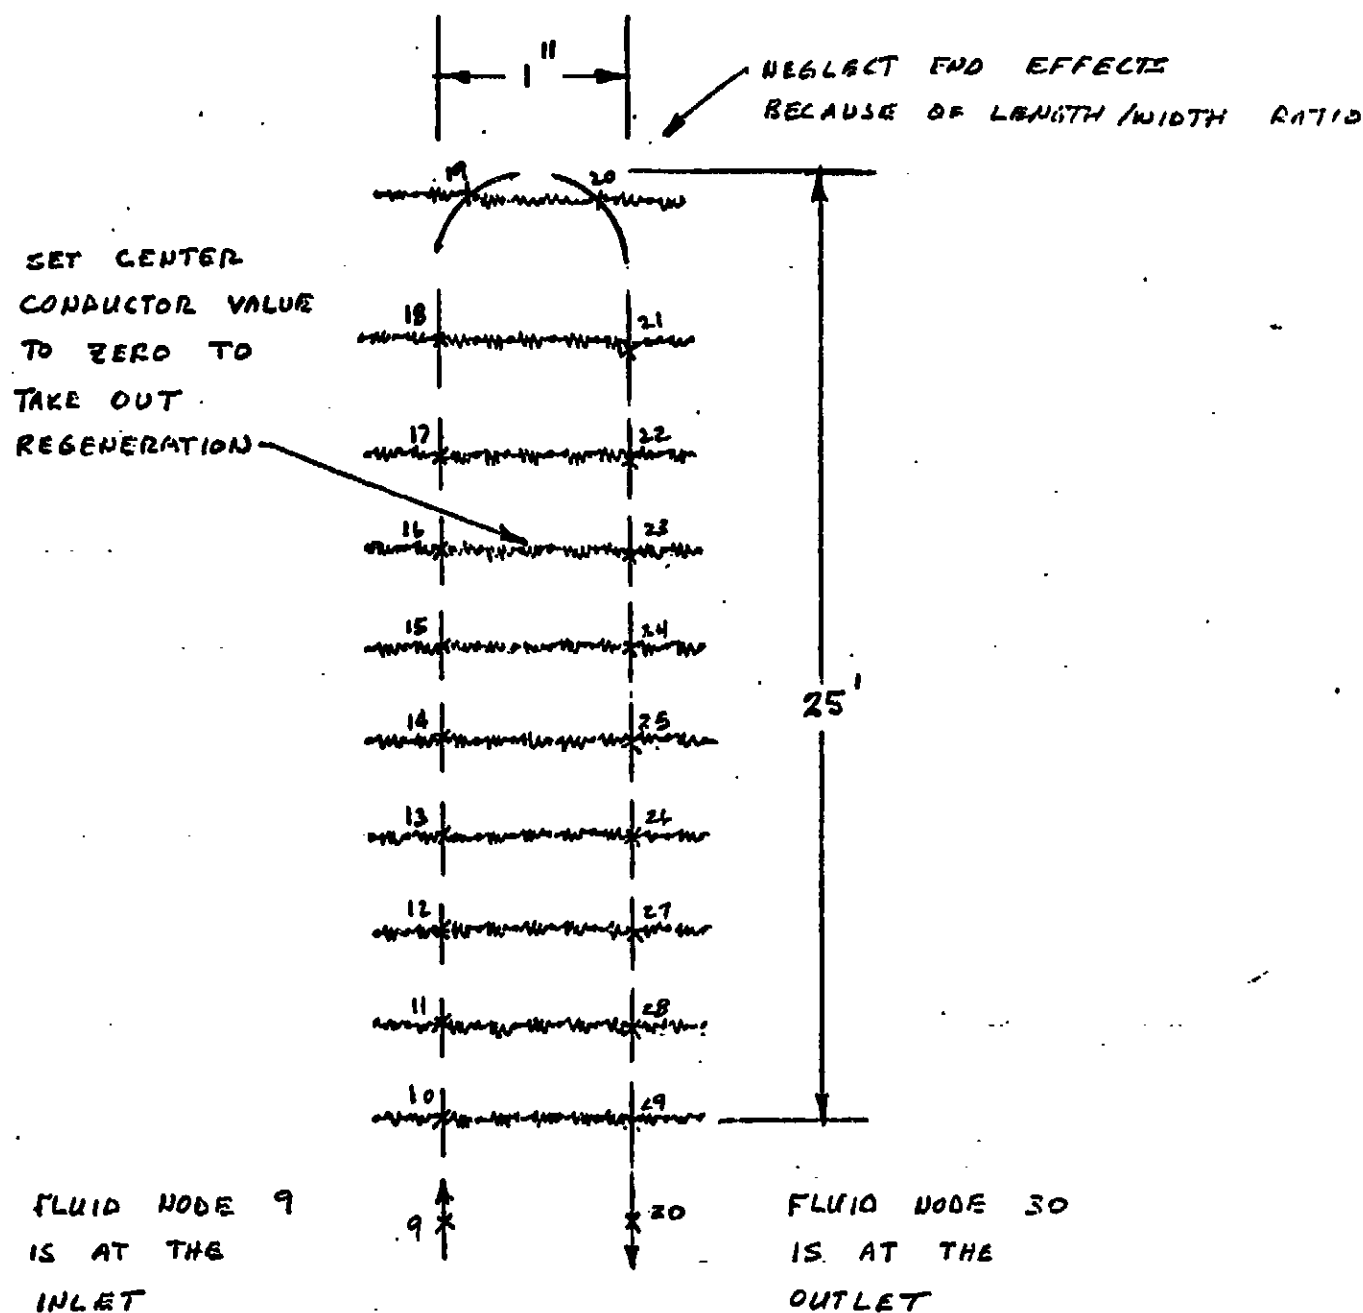 1"
NEGLECT END EFFECTS
BECAUSE OF LENGTH/WIDTH RATIO
19 20
SET CENTER
CONDUCTOR VALUE
TO ZERO TO
TAKE OUT
REGENERATION
18 21
17 22
16 23
15 24
14 25
25'
13 26
12 27
11 28
10 29
FLUID NODE 9
IS AT THE
INLET
9 30
FLUID NODE 30
IS AT THE
OUTLET